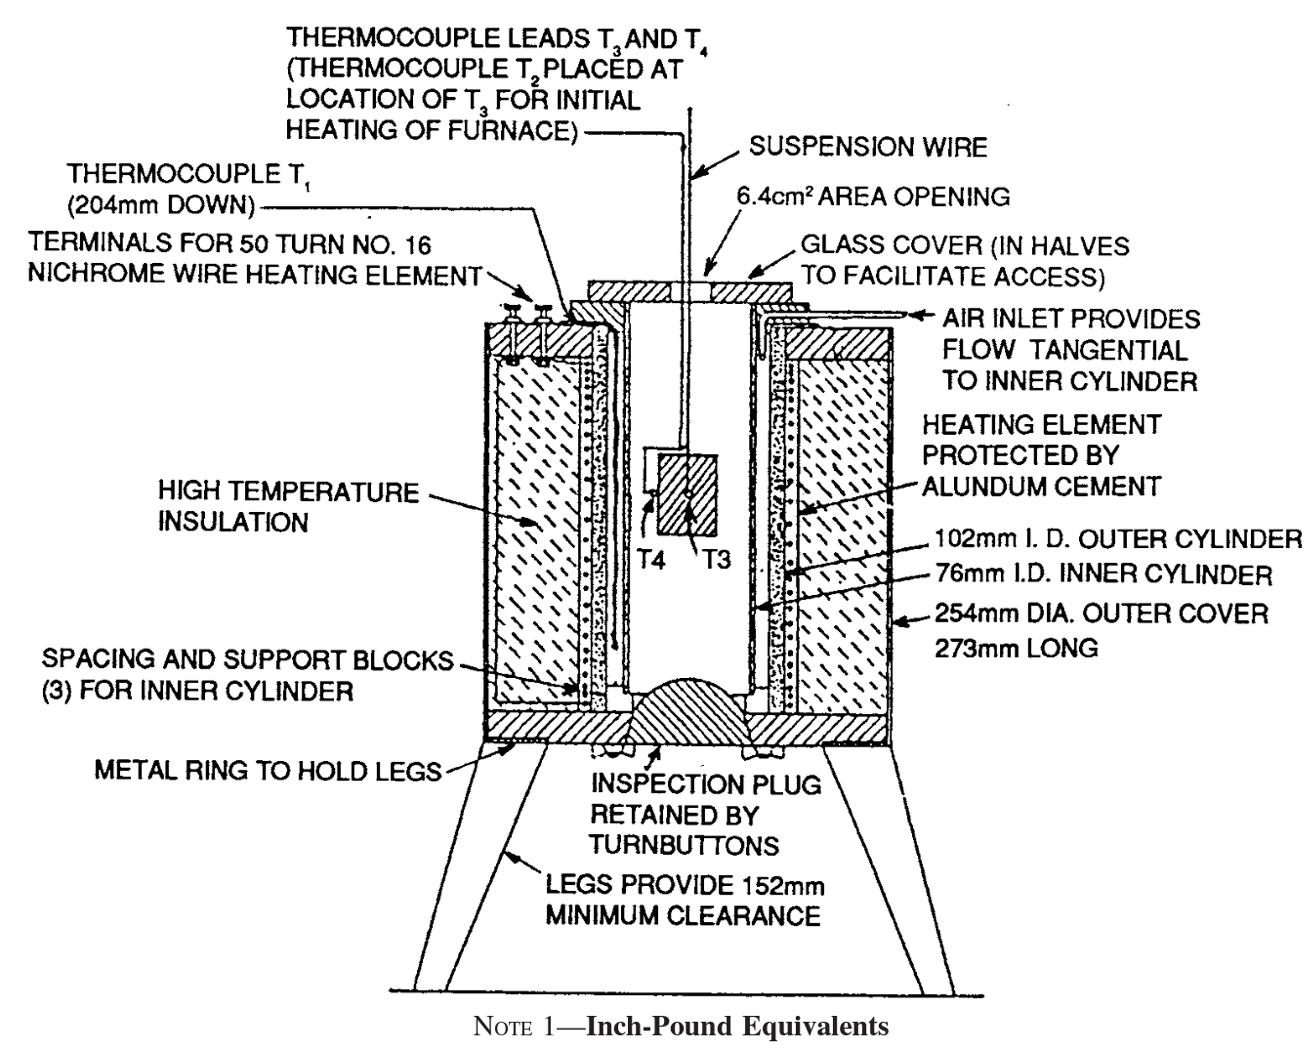 THERMOCOUPLE LEADS T₃ AND T₄
(THERMOCOUPLE T₂ PLACED AT
LOCATION OF T₃ FOR INITIAL
HEATING OF FURNACE)
SUSPENSION WIRE
THERMOCOUPLE T₁
(204mm DOWN)
6.4cm² AREA OPENING
TERMINALS FOR 50 TURN NO. 16
NICHROME WIRE HEATING ELEMENT
GLASS COVER (IN HALVES
TO FACILITATE ACCESS)
AIR INLET PROVIDES
FLOW TANGENTIAL
TO INNER CYLINDER
HEATING ELEMENT
PROTECTED BY
ALUNDUM CEMENT
HIGH TEMPERATURE
INSULATION
T4
T3
102mm I. D. OUTER CYLINDER
76mm I.D. INNER CYLINDER
254mm DIA. OUTER COVER
273mm LONG
SPACING AND SUPPORT BLOCKS
(3) FOR INNER CYLINDER
METAL RING TO HOLD LEGS
INSPECTION PLUG
RETAINED BY
TURNBUTTONS
LEGS PROVIDE 152mm
MINIMUM CLEARANCE
NOTE 1—Inch-Pound Equivalents